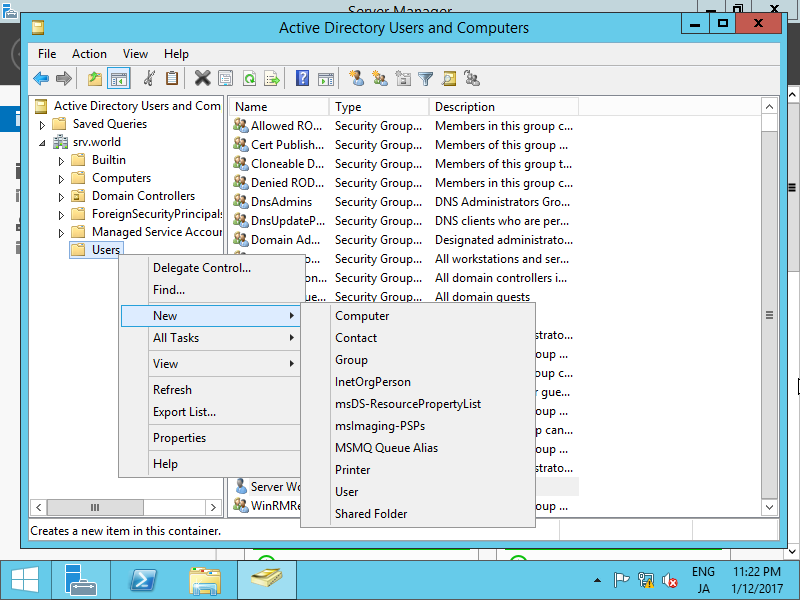 Server Manager
Active Directory Users and Computers
File Action View Help
Active Directory Users and Com
Saved Queries
srv.world
Builtin
Computers
Domain Controllers
ForeignSecurityPrincipals
Managed Service Accour
Users
Name Type Description
Allowed RO... Security Group... Members in this group c...
Cert Publish... Security Group... Members of this group ...
Cloneable D... Security Group... Members of this group t...
Denied ROD... Security Group... Members in this group c...
DnsAdmins Security Group... DNS Administrators Gro...
DnsUpdateP... Security Group... DNS clients who are per...
Domain Ad... Security Group... Designated administrato...
Security Group... All workstations and ser...
on... Security Group... All domain controllers i...
ue... Security Group... All domain guests
strato...
oup ...
oup c...
r gue...
oup ...
up can...
oup ...
strato...
Server Wo
WinRMRe oup ...
Delegate Control...
Find...
New
All Tasks
View
Refresh
Export List...
Properties
Help
Computer
Contact
Group
InetOrgPerson
msDS-ResourcePropertyList
msImaging-PSPs
MSMQ Queue Alias
Printer
User
Shared Folder
Creates a new item in this container.
ENG
JA
11:22 PM
1/12/2017